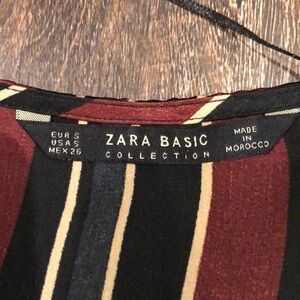 EUR S
USA S
MEX 26
ZARA BASIC
COLLECTION
MADE
IN
MOROCCO